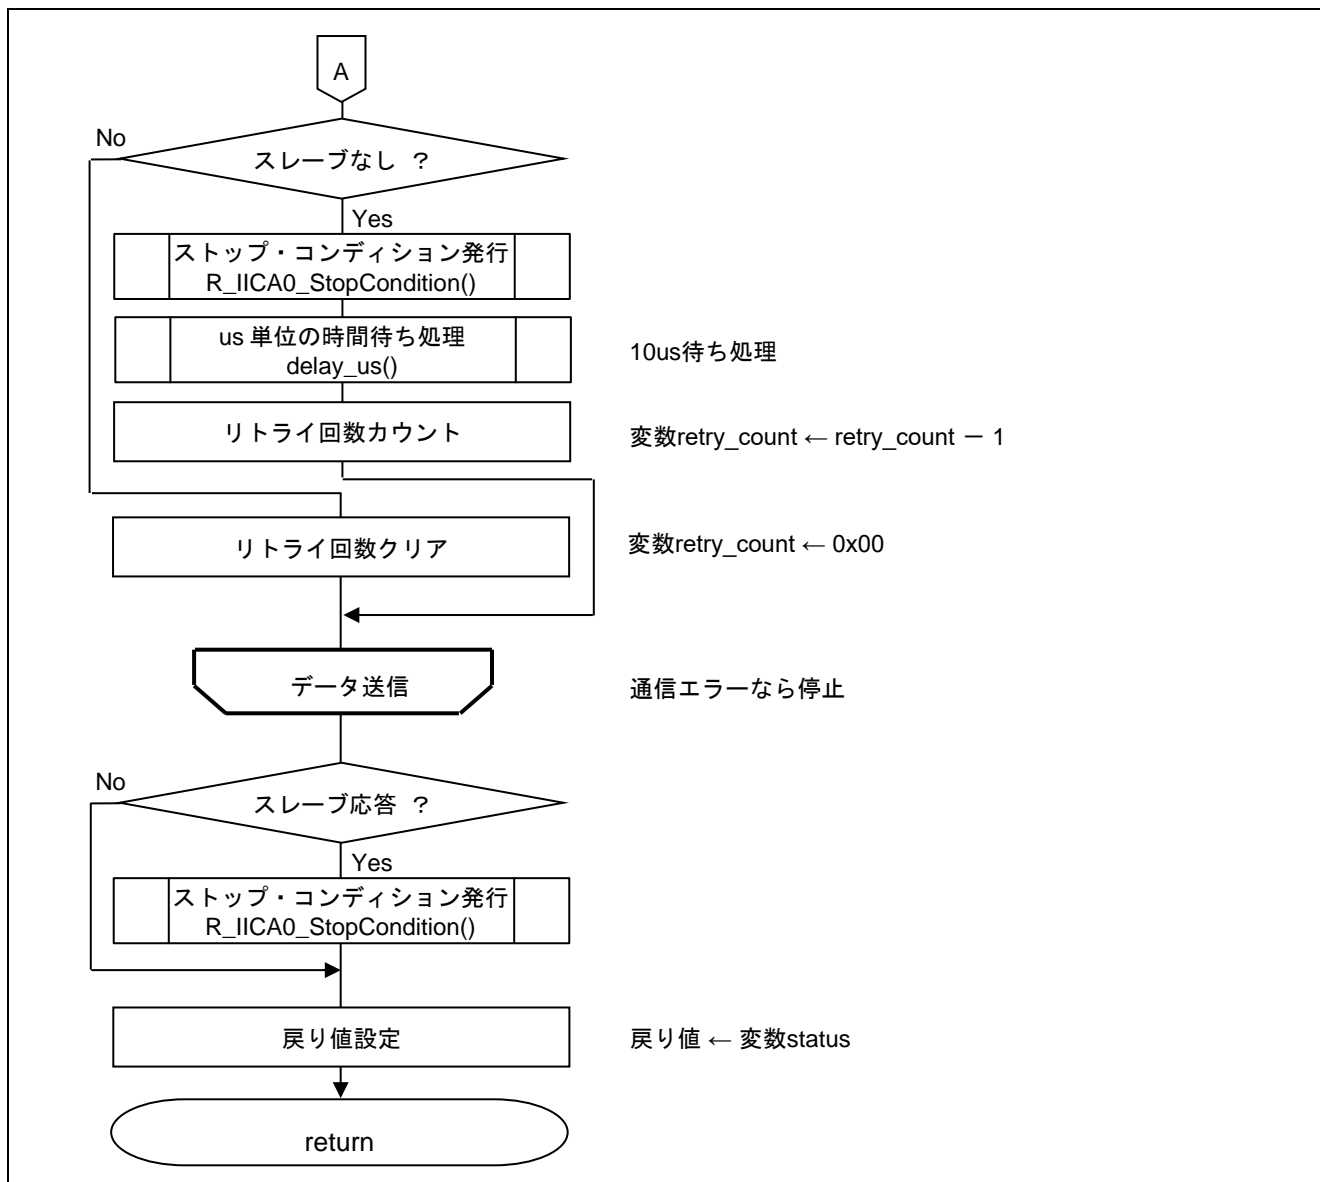 A
No
スレーブなし ？
Yes
ストップ・コンディション発行
R_IICA0_StopCondition()
us 単位の時間待ち処理
delay_us()
10us待ち処理
リトライ回数カウント
変数retry_count ← retry_count － 1
リトライ回数クリア
変数retry_count ← 0x00
データ送信
通信エラーなら停止
No
スレーブ応答 ？
Yes
ストップ・コンディション発行
R_IICA0_StopCondition()
戻り値設定
戻り値 ← 変数status
return